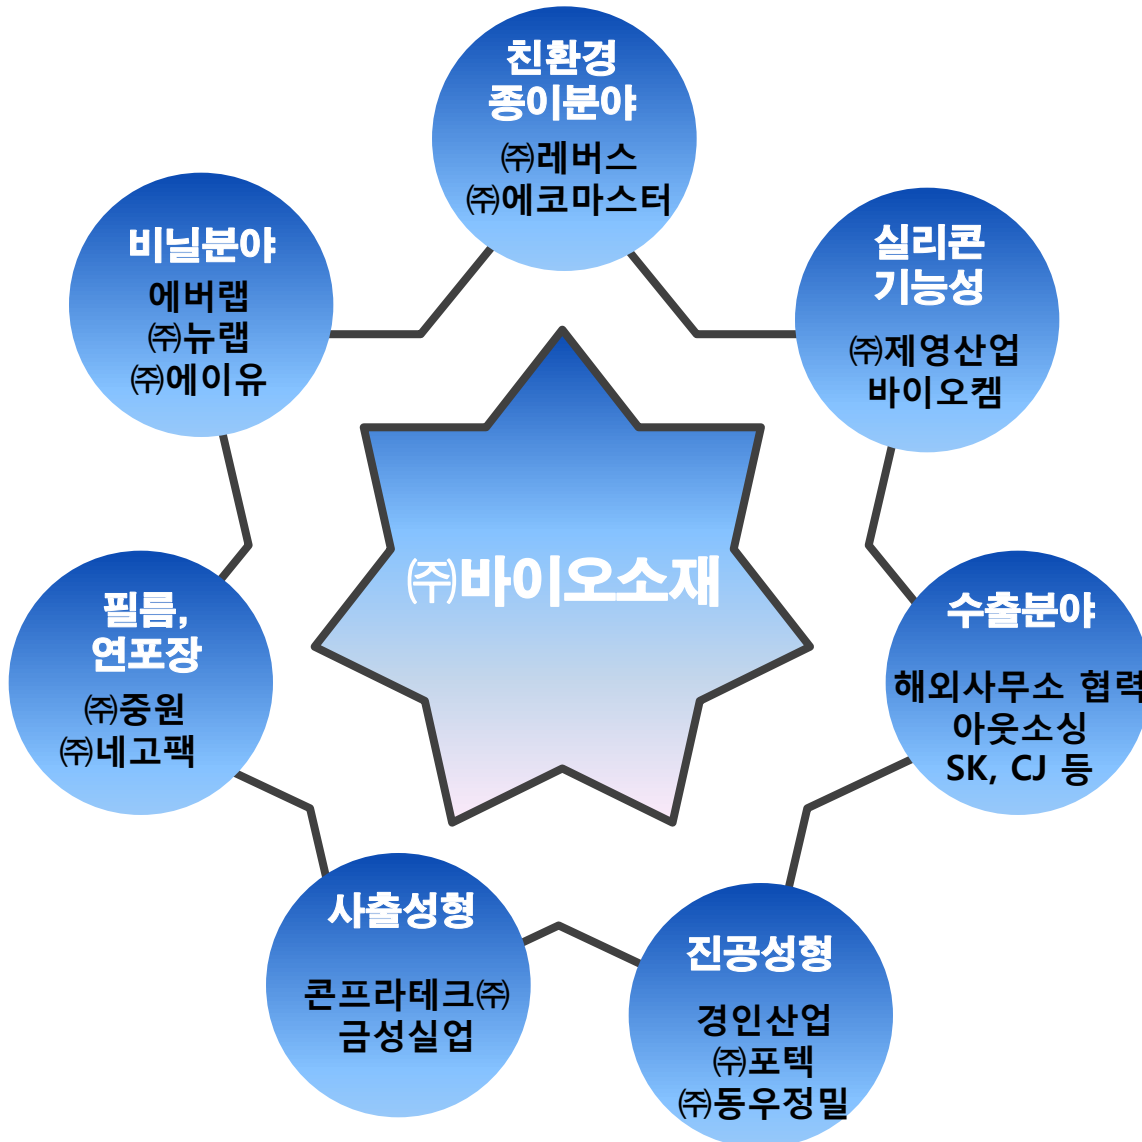 친환경
종이분야
㈜레버스
㈜에코마스터
비닐분야
에버랩
㈜뉴랩
㈜에이유
실리콘
기능성
㈜제영산업
바이오켐
㈜바이오소재
필름,
연포장
㈜중원
㈜네고팩
수출분야
해외사무소 협력
아웃소싱
SK, CJ 등
사출성형
콘프라테크㈜
금성실업
진공성형
경인산업
㈜포텍
㈜동우정밀